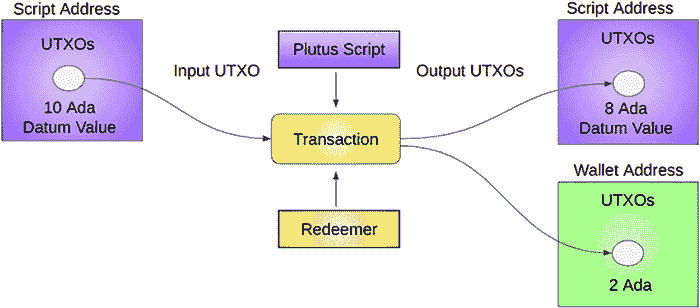 Script Address
UTXOs
10 Ada
Datum Value
Input UTXO
Plutus Script
Transaction
Redeemer
Output UTXOs
Script Address
UTXOs
8 Ada
Datum Value
Wallet Address
UTXOs
2 Ada